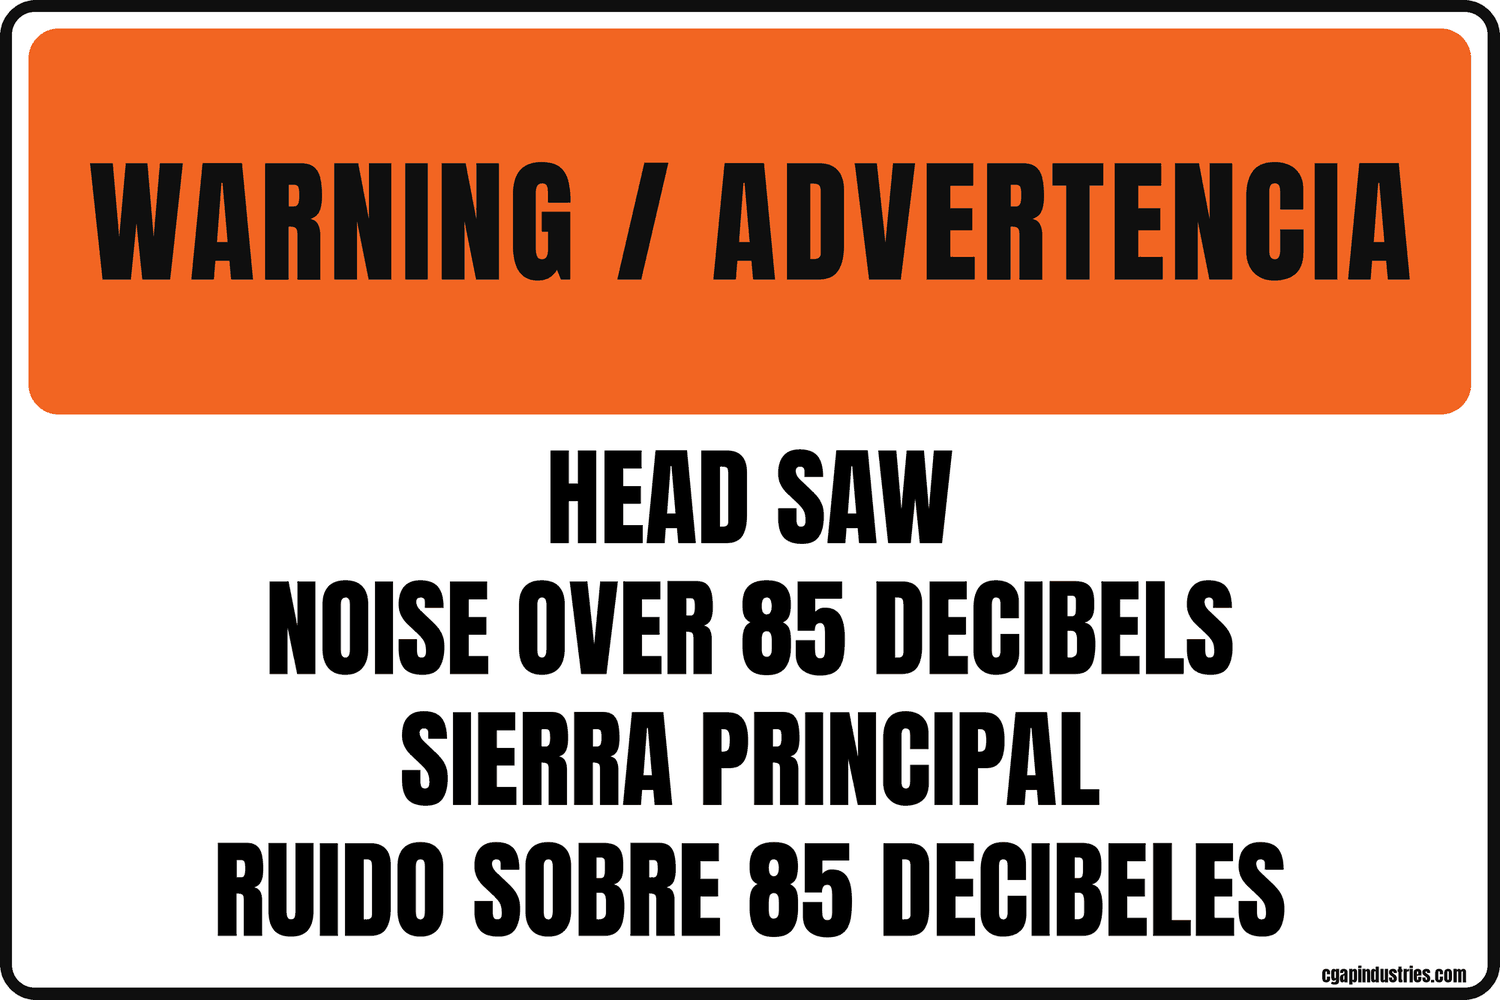 WARNING / ADVERTENCIA
HEAD SAW
NOISE OVER 85 DECIBELS
SIERRA PRINCIPAL
RUIDO SOBRE 85 DECIBELES
cgapindustries.com